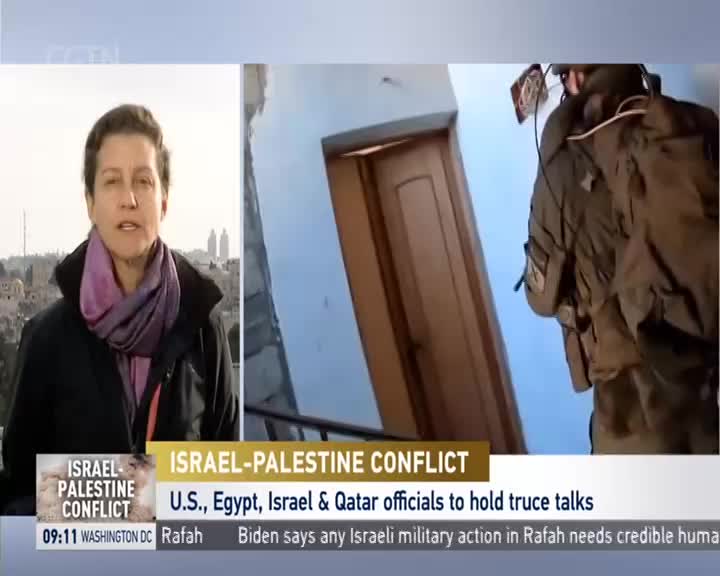 CGTN
ISRAEL-PALESTINE CONFLICT
U.S., Egypt, Israel & Qatar officials to hold truce talks
ISRAEL-
PALESTINE
CONFLICT
09:11 WASHINGTON DC
Rafah Biden says any Israeli military action in Rafah needs credible huma